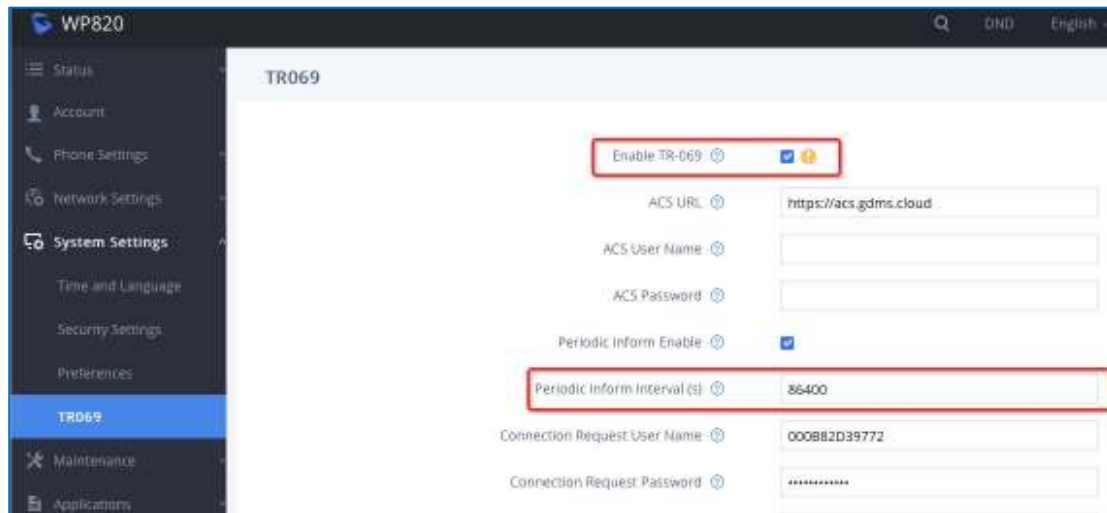 WP820
DND English
Status
Account
Phone Settings
Network Settings
System Settings
Time and Language
Security Settings
Preferences
TR069
Maintenance
Applications
TR069
Enable TR-069
ACS URL https://acs.gdms.cloud
ACS User Name
ACS Password
Periodic Inform Enable
Periodic Inform Interval (s) 86400
Connection Request User Name 000B82D39772
Connection Request Password ••••••••••••